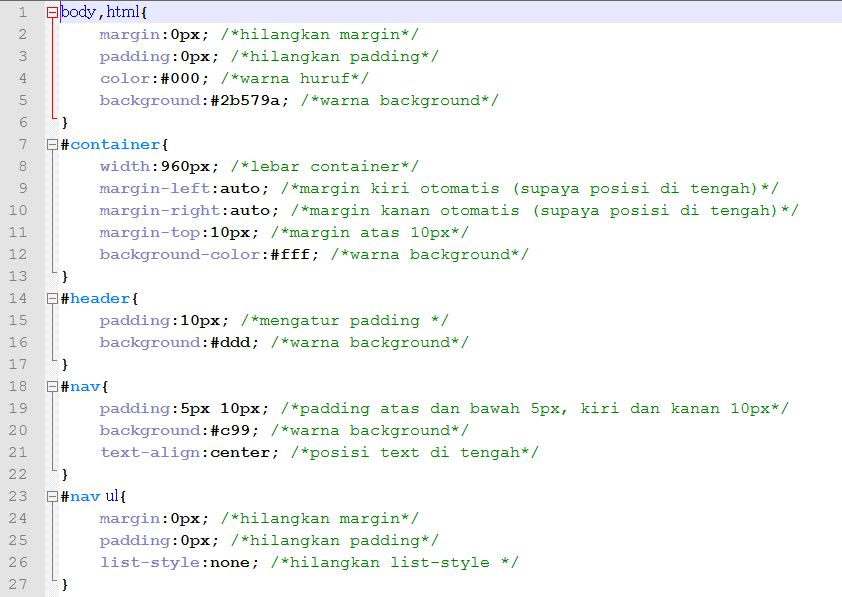 1 body,html{
2 margin:0px; /*hilangkan margin*/
3 padding:0px; /*hilangkan padding*/
4 color:#000; /*warna huruf*/
5 background:#2b579a; /*warna background*/
6 }
7 #container{
8 width:960px; /*lebar container*/
9 margin-left:auto; /*margin kiri otomatis (supaya posisi di tengah)*/
10 margin-right:auto; /*margin kanan otomatis (supaya posisi di tengah)*/
11 margin-top:10px; /*margin atas 10px*/
12 background-color:#fff; /*warna background*/
13 }
14 #header{
15 padding:10px; /*mengatur padding */
16 background:#ddd; /*warna background*/
17 }
18 #nav{
19 padding:5px 10px; /*padding atas dan bawah 5px, kiri dan kanan 10px*/
20 background:#c99; /*warna background*/
21 text-align:center; /*posisi text di tengah*/
22 }
23 #nav ul{
24 margin:0px; /*hilangkan margin*/
25 padding:0px; /*hilangkan padding*/
26 list-style:none; /*hilangkan list-style */
27 }